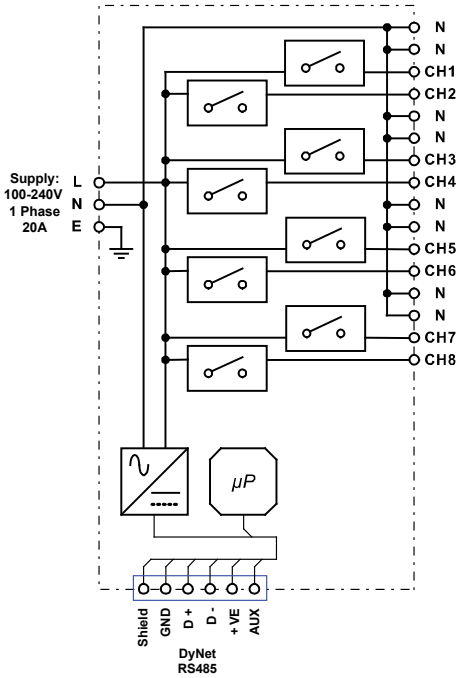 N
N
CH1
CH2
N
N
CH3
Supply: L
100-240V
CH4
1 Phase N
N
20A E
N
CH5
CH6
N
N
CH7
CH8
µP
Shield
GND
D +
D -
+ VE
AUX
DyNet
RS485